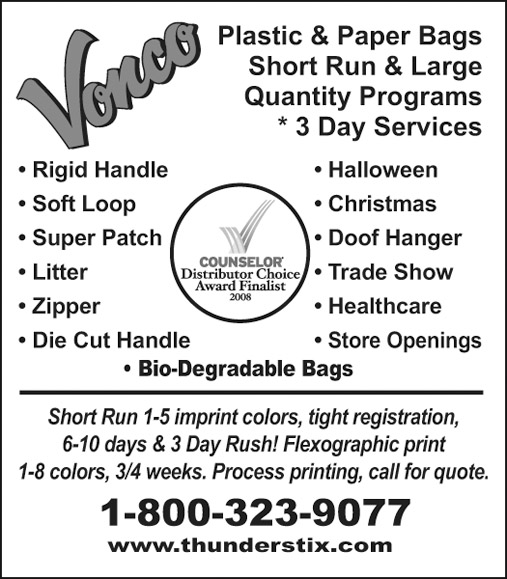 Vonco
Plastic & Paper Bags
Short Run & Large
Quantity Programs
* 3 Day Services
• Rigid Handle
• Soft Loop
• Super Patch
• Litter
• Zipper
• Die Cut Handle
COUNSELOR
Distributor Choice
Award Finalist
2008
• Halloween
• Christmas
• Doof Hanger
• Trade Show
• Healthcare
• Store Openings
• Bio-Degradable Bags
Short Run 1-5 imprint colors, tight registration,
6-10 days & 3 Day Rush! Flexographic print
1-8 colors, 3/4 weeks. Process printing, call for quote.
1-800-323-9077
www.thunderstix.com